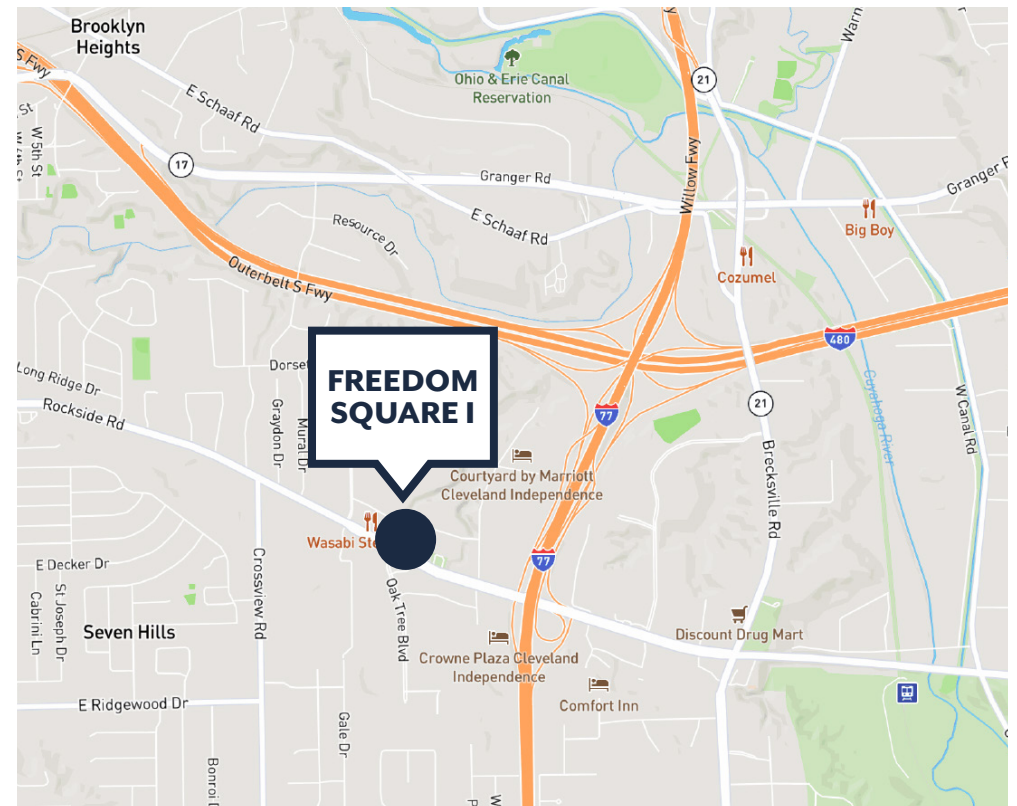 Brooklyn
Heights
S Fwy
E Schaaf Rd
St
W 5th St
17
Ohio & Erie Canal
Reservation
21
Warn
Granger Rd
Willow Fwy
Granger R
E Schaaf Rd
Resource Dr
Big Boy
Cozumel
Outerbelt S Fwy
480
Long Ridge Dr
Rockside Rd
Dorset
Graydon Dr
Mural Dr
FREEDOM
SQUARE I
77
21
Cuyahoga River
W Canal Rd
Brecksville Rd
Courtyard by Marriott
Cleveland Independence
Wasabi Ste
77
E Decker Dr
Cabrini Ln
St Joseph Dr
Crossview Rd
Oak Tree Blvd
Seven Hills
Discount Drug Mart
Crowne Plaza Cleveland
Independence
Comfort Inn
E Ridgewood Dr
Gale Dr
Bonroi